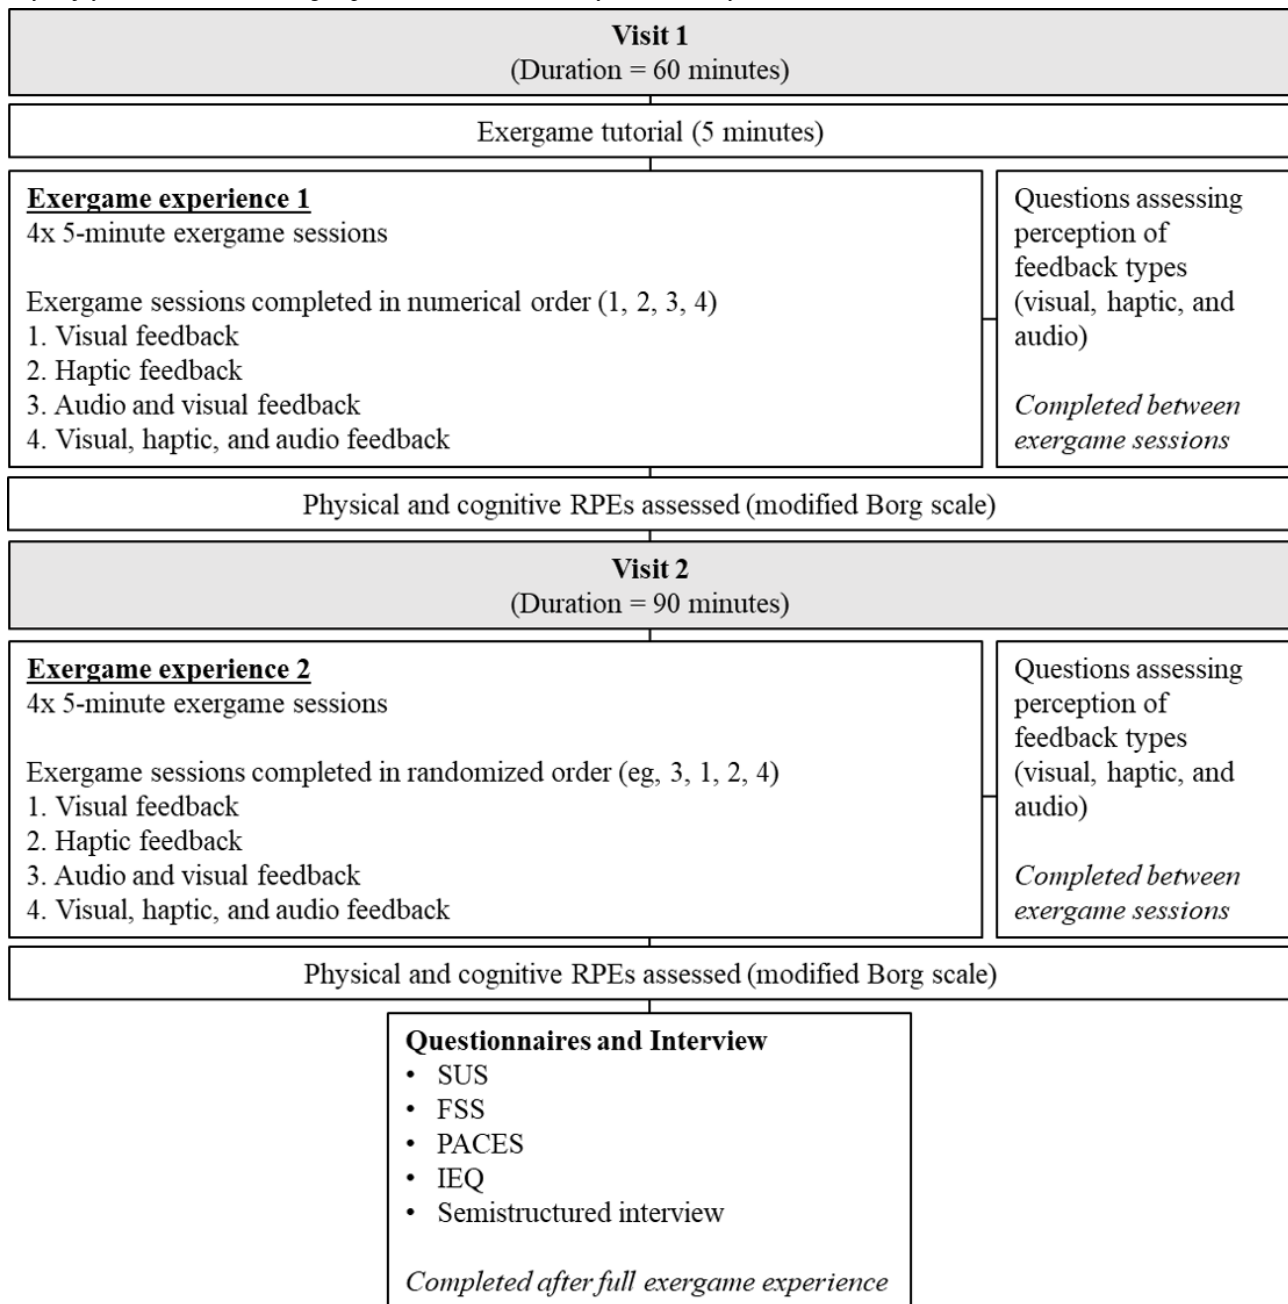 Visit 1
(Duration = 60 minutes)
Exergame tutorial (5 minutes)
Exergame experience 1
4x 5-minute exergame sessions
Exergame sessions completed in numerical order (1, 2, 3, 4)
1. Visual feedback
2. Haptic feedback
3. Audio and visual feedback
4. Visual, haptic, and audio feedback
Questions assessing
perception of
feedback types
(visual, haptic, and
audio)
Completed between
exergame sessions
Physical and cognitive RPEs assessed (modified Borg scale)
Visit 2
(Duration = 90 minutes)
Exergame experience 2
4x 5-minute exergame sessions
Exergame sessions completed in randomized order (eg, 3, 1, 2, 4)
1. Visual feedback
2. Haptic feedback
3. Audio and visual feedback
4. Visual, haptic, and audio feedback
Questions assessing
perception of
feedback types
(visual, haptic, and
audio)
Completed between
exergame sessions
Physical and cognitive RPEs assessed (modified Borg scale)
Questionnaires and Interview
• SUS
• FSS
• PACES
• IEQ
• Semistructured interview
Completed after full exergame experience